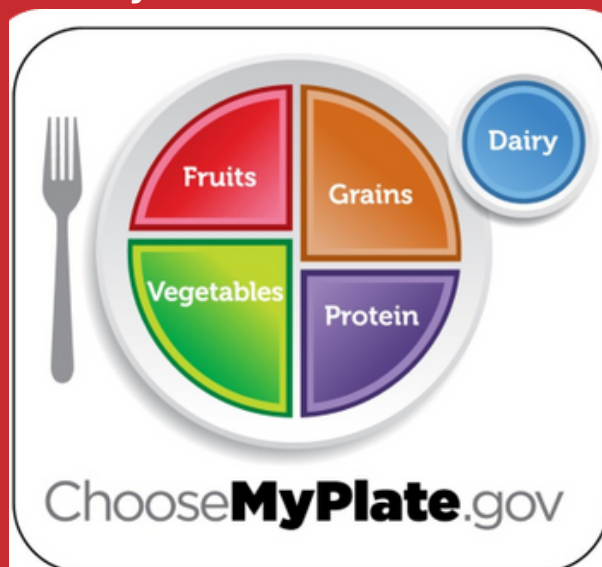 Dairy
Fruits
Grains
Vegetables
Protein
ChooseMyPlate.gov